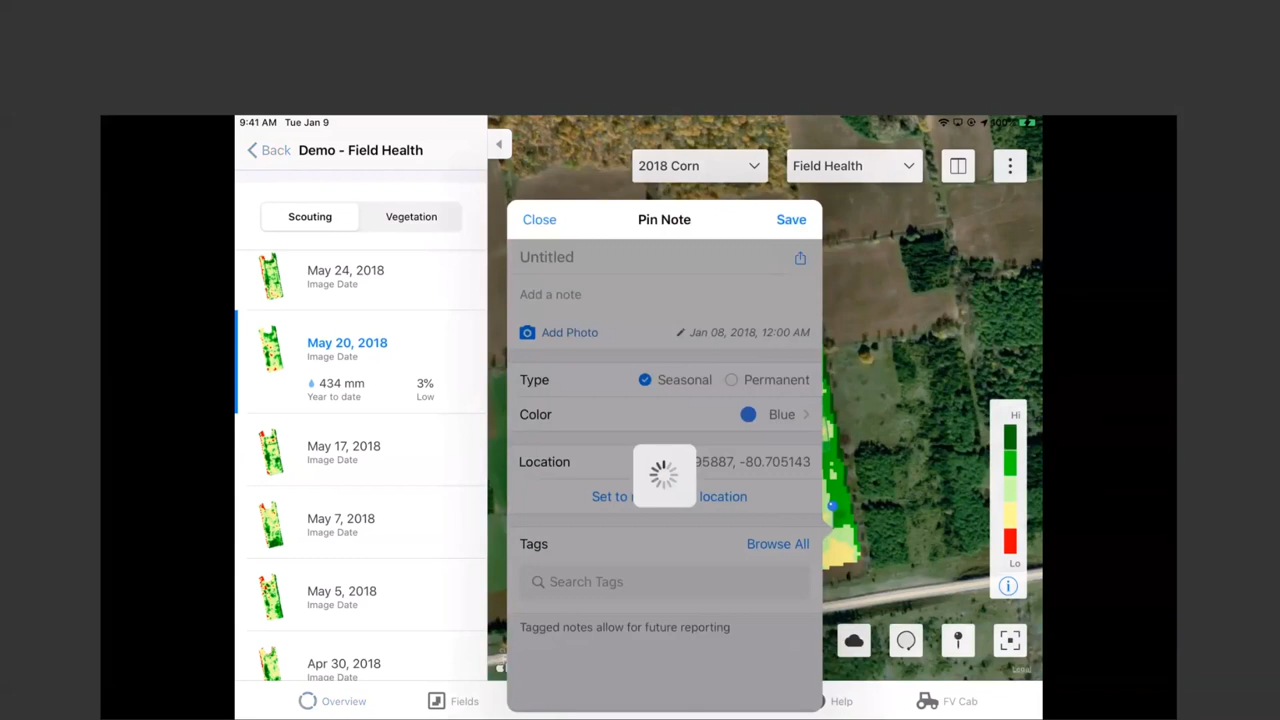 9:41 AM Tue Jan 9
100%
Back Demo - Field Health
2018 Corn
Field Health
Scouting Vegetation
May 24, 2018
Image Date
May 20, 2018
Image Date
434 mm
Year to date
3%
Low
May 17, 2018
Image Date
May 7, 2018
Image Date
May 5, 2018
Image Date
Apr 30, 2018
Image Date
Close Pin Note Save
Untitled
Add a note
Add Photo
Jan 08, 2018, 12:00 AM
Type Seasonal Permanent
Color Blue
Location 95887, -80.705143
Set to location
Tags Browse All
Search Tags
Tagged notes allow for future reporting
Hi
Lo
Legal
Overview Fields Help FV Cab